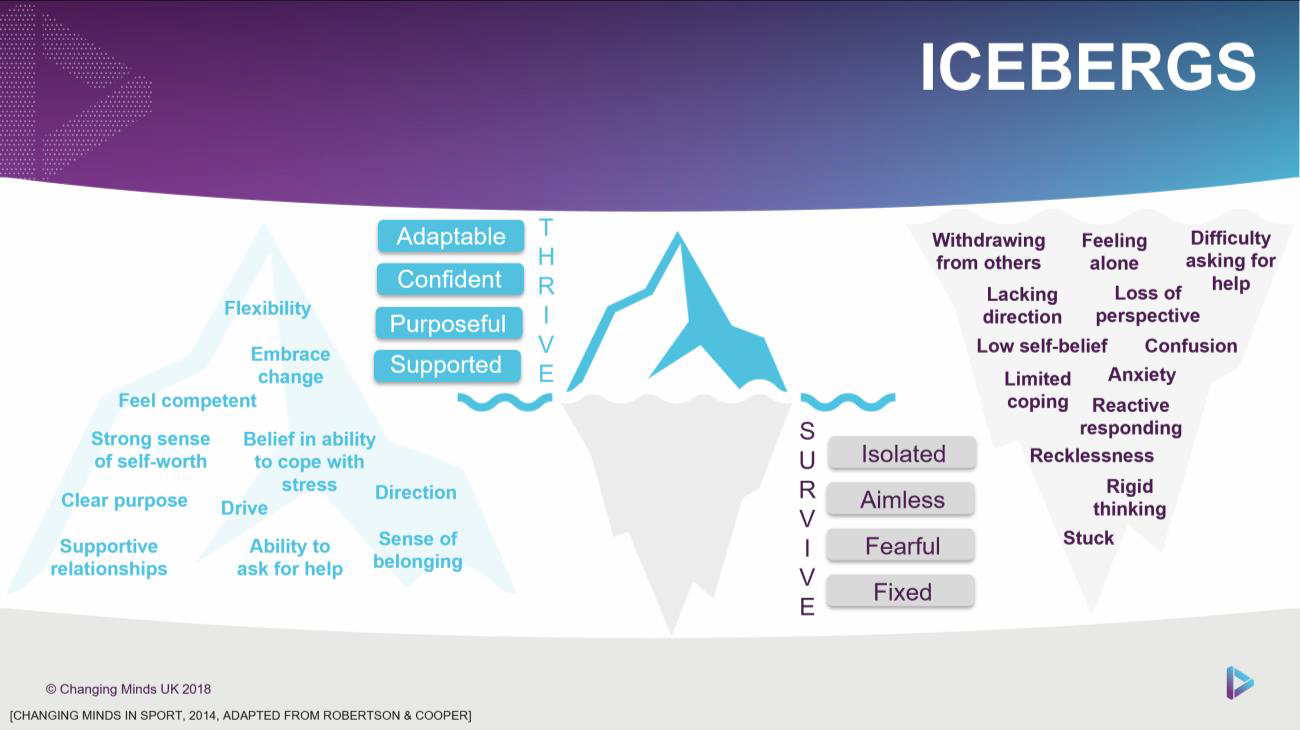 ICEBERGS
Flexibility
Embrace
change
Feel competent
Strong sense
of self-worth
Belief in ability
to cope with
stress
Clear purpose
Drive
Direction
Supportive
relationships
Ability to
ask for help
Sense of
belonging
Adaptable
Confident
Purposeful
Supported
THRIVE
SURVIVE
Isolated
Aimless
Fearful
Fixed
Withdrawing
from others
Feeling
alone
Difficulty
asking for
help
Lacking
direction
Loss of
perspective
Low self-belief
Confusion
Limited
coping
Anxiety
Reactive
responding
Recklessness
Rigid
thinking
Stuck
© Changing Minds UK 2018
[CHANGING MINDS IN SPORT, 2014, ADAPTED FROM ROBERTSON & COOPER]